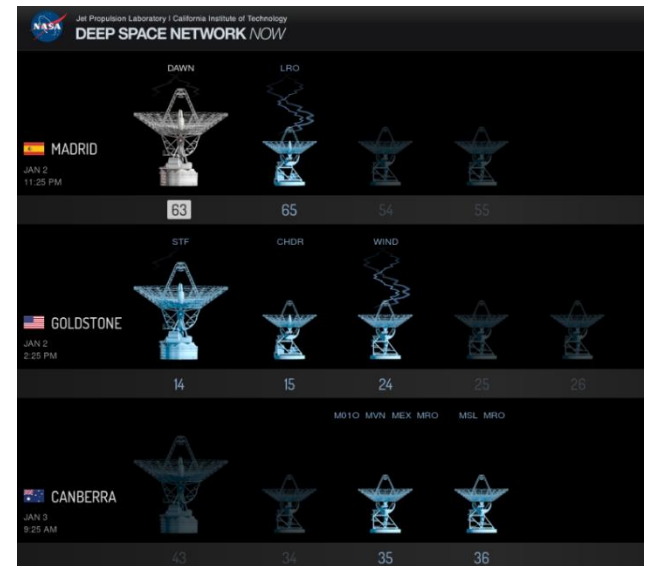 NASA
Jet Propulsion Laboratory | California Institute of Technology
DEEP SPACE NETWORK NOW
DAWN LRO
MADRID
JAN 2
11:25 PM
63 65 54 55
STF CHDR WIND
GOLDSTONE
JAN 2
2:25 PM
14 15 24 25 26
M01O MVN MEX MRO MSL MRO
CANBERRA
JAN 3
9:25 AM
43 34 35 36